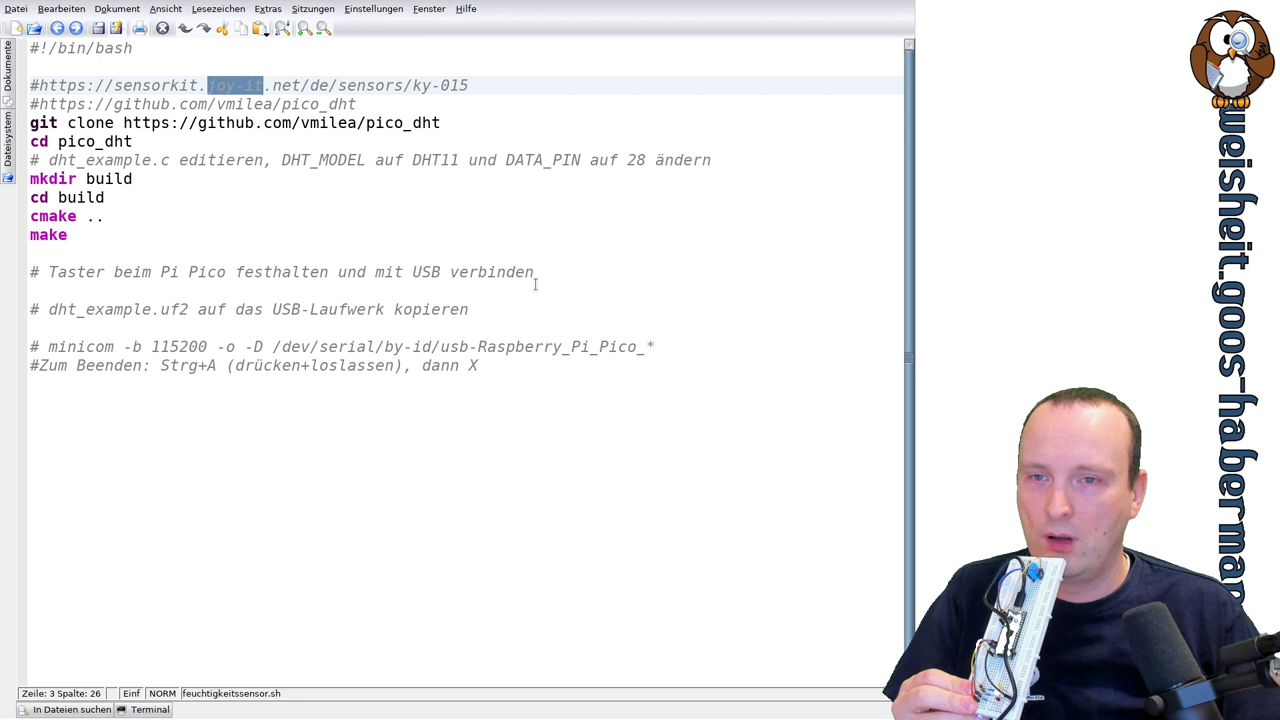 Datei Bearbeiten Dokument Ansicht Lesezeichen Extras Sitzungen Einstellungen Fenster Hilfe
Dokumente
Dateisystem
#!/bin/bash
#https://sensorkit.joy-it.net/de/sensors/ky-015
#https://github.com/vmilea/pico_dht
git clone https://github.com/vmilea/pico_dht
cd pico_dht
# dht_example.c editieren, DHT_MODEL auf DHT11 und DATA_PIN auf 28 ändern
mkdir build
cd build
cmake ..
make
# Taster beim Pi Pico festhalten und mit USB verbinden
# dht_example.uf2 auf das USB-Laufwerk kopieren
# minicom -b 115200 -o -D /dev/serial/by-id/usb-Raspberry_Pi_Pico_*
#Zum Beenden: Strg+A (drücken+loslassen), dann X
Zeile: 3 Spalte: 26 Einf NORM feuchtigkeitssensor.sh
In Dateien suchen Terminal
weisheit.goos-haberman